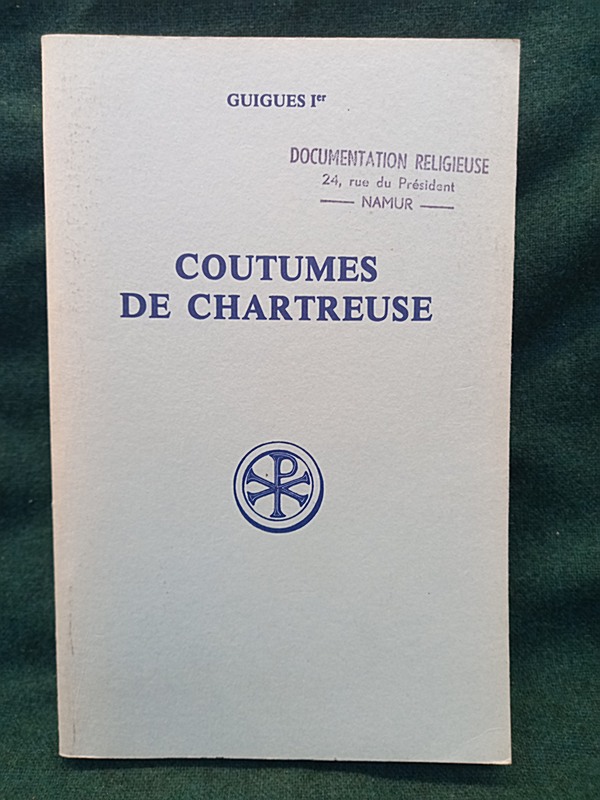 GUIGUES Ier
DOCUMENTATION RELIGIEUSE
24, rue du Président
NAMUR
COUTUMES
DE CHARTREUSE